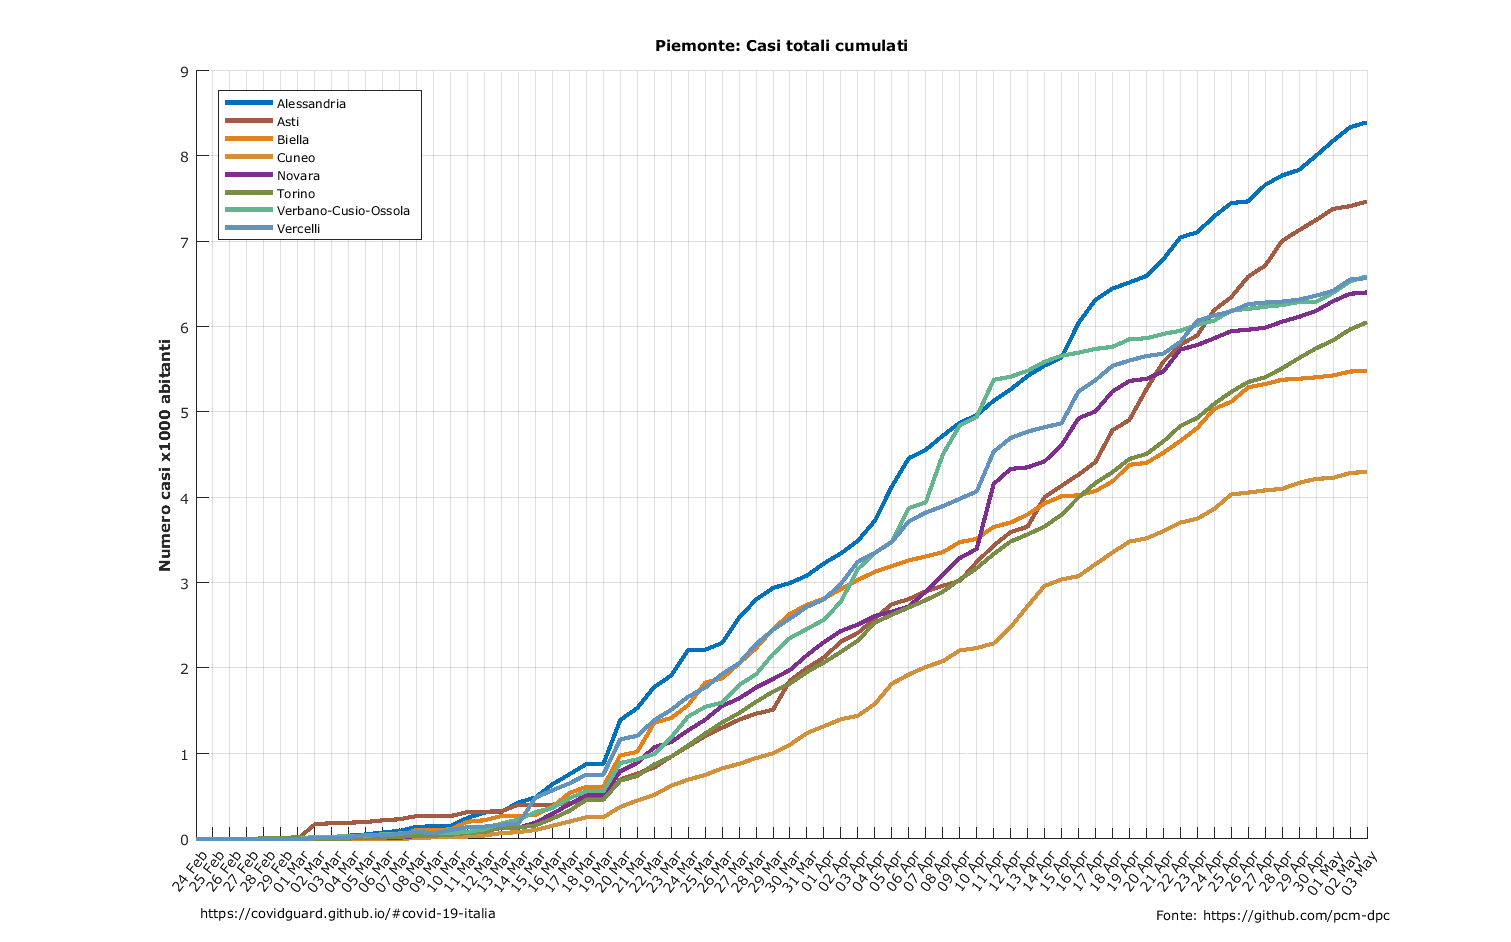 Piemonte: Casi totali cumulati
Numero casi x1000 abitanti
9
8
7
6
5
4
3
2
1
0
Alessandria
Asti
Biella
Cuneo
Novara
Torino
Verbano-Cusio-Ossola
Vercelli
24 Feb
25 Feb
26 Feb
27 Feb
28 Feb
29 Feb
01 Mar
02 Mar
03 Mar
04 Mar
05 Mar
06 Mar
07 Mar
08 Mar
09 Mar
10 Mar
11 Mar
12 Mar
13 Mar
14 Mar
15 Mar
16 Mar
17 Mar
18 Mar
19 Mar
20 Mar
21 Mar
22 Mar
23 Mar
24 Mar
25 Mar
26 Mar
27 Mar
28 Mar
29 Mar
30 Mar
31 Mar
01 Apr
02 Apr
03 Apr
04 Apr
05 Apr
06 Apr
07 Apr
08 Apr
09 Apr
10 Apr
11 Apr
12 Apr
13 Apr
14 Apr
15 Apr
16 Apr
17 Apr
18 Apr
19 Apr
20 Apr
21 Apr
22 Apr
23 Apr
24 Apr
25 Apr
26 Apr
27 Apr
28 Apr
29 Apr
30 Apr
01 May
02 May
03 May
https://covidguard.github.io/#covid-19-italia
Fonte: https://github.com/pcm-dpc